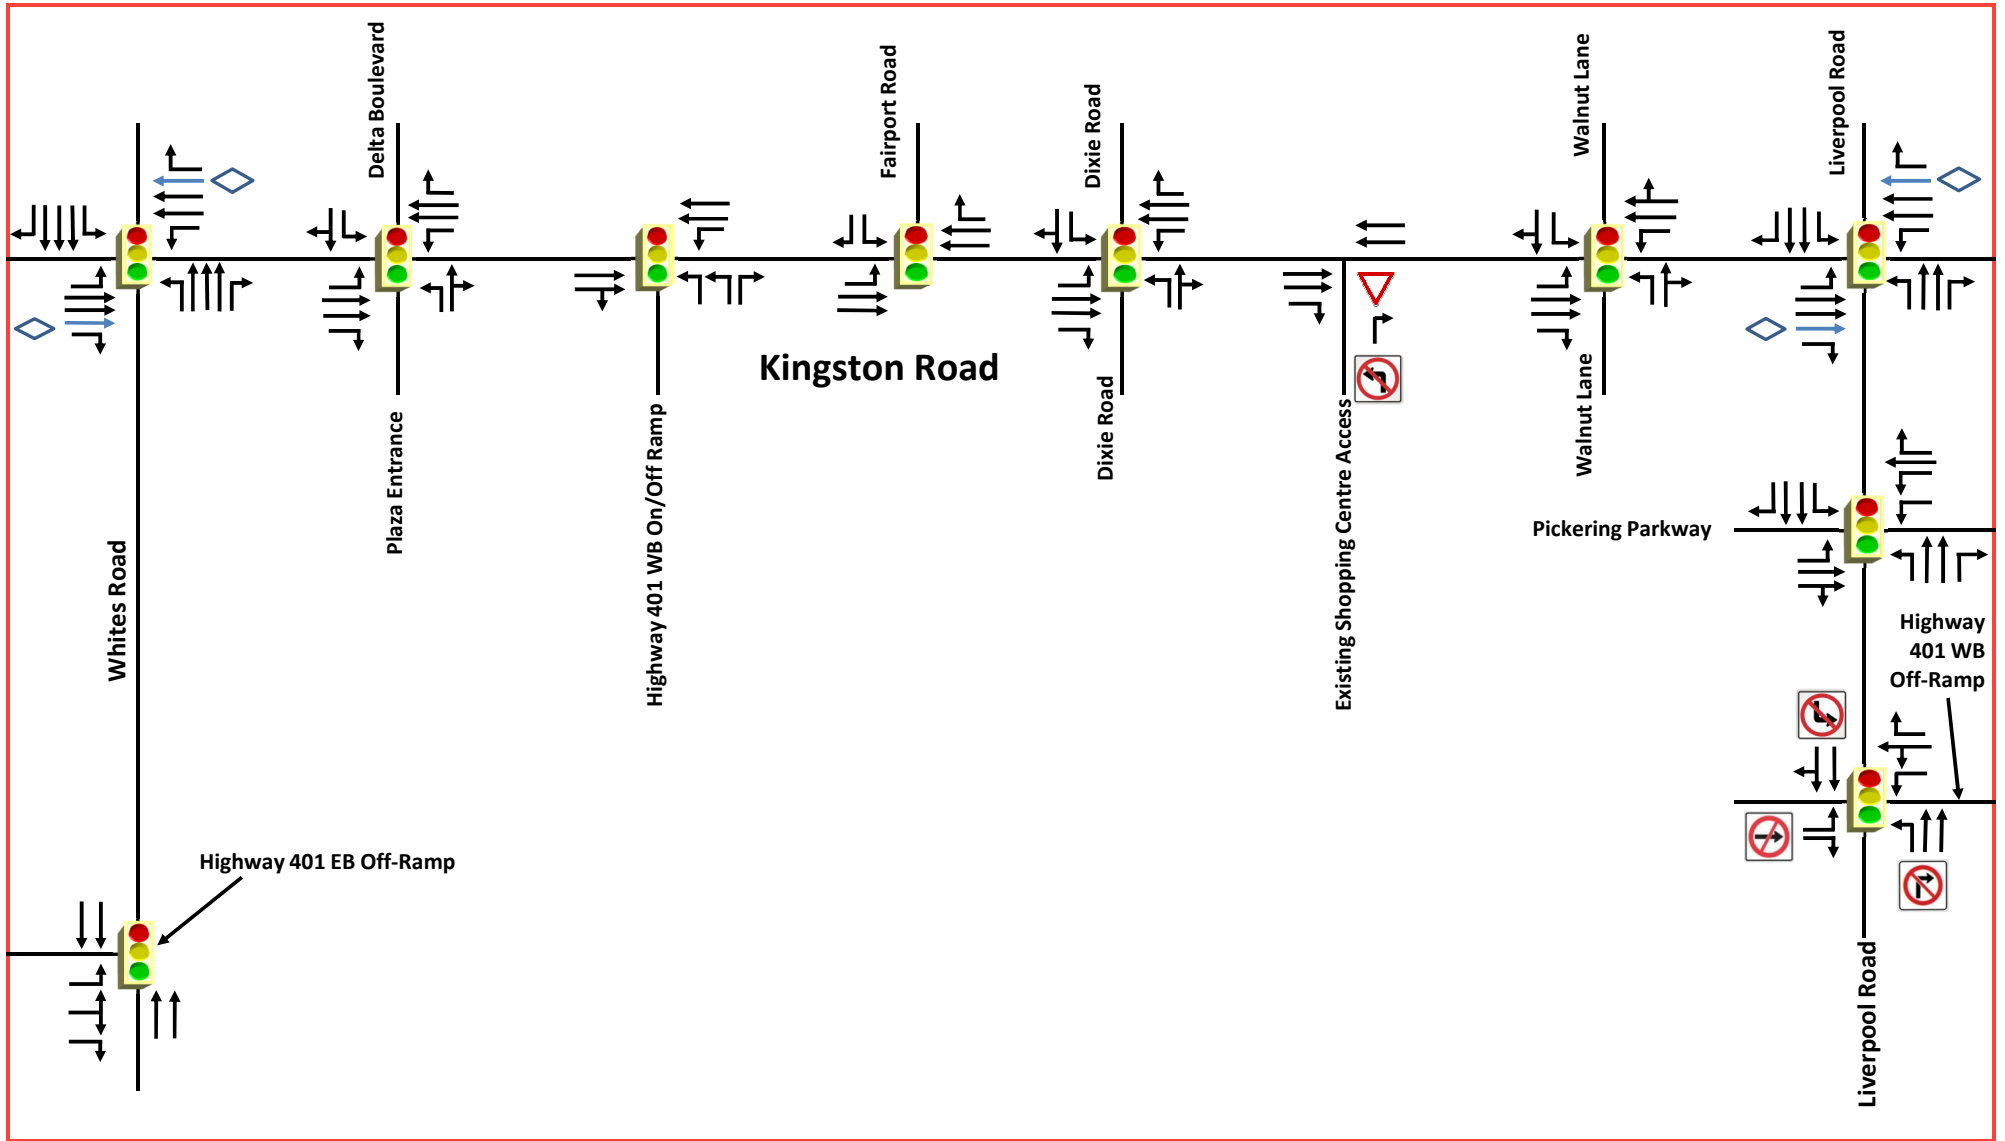 Delta Boulevard
Fairport Road
Dixie Road
Walnut Lane
Liverpool Road
Kingston Road
Plaza Entrance
Highway 401 WB On/Off Ramp
Dixie Road
Existing Shopping Centre Access
Walnut Lane
Pickering Parkway
Whites Road
Highway
401 WB
Off-Ramp
Highway 401 EB Off-Ramp
Liverpool Road